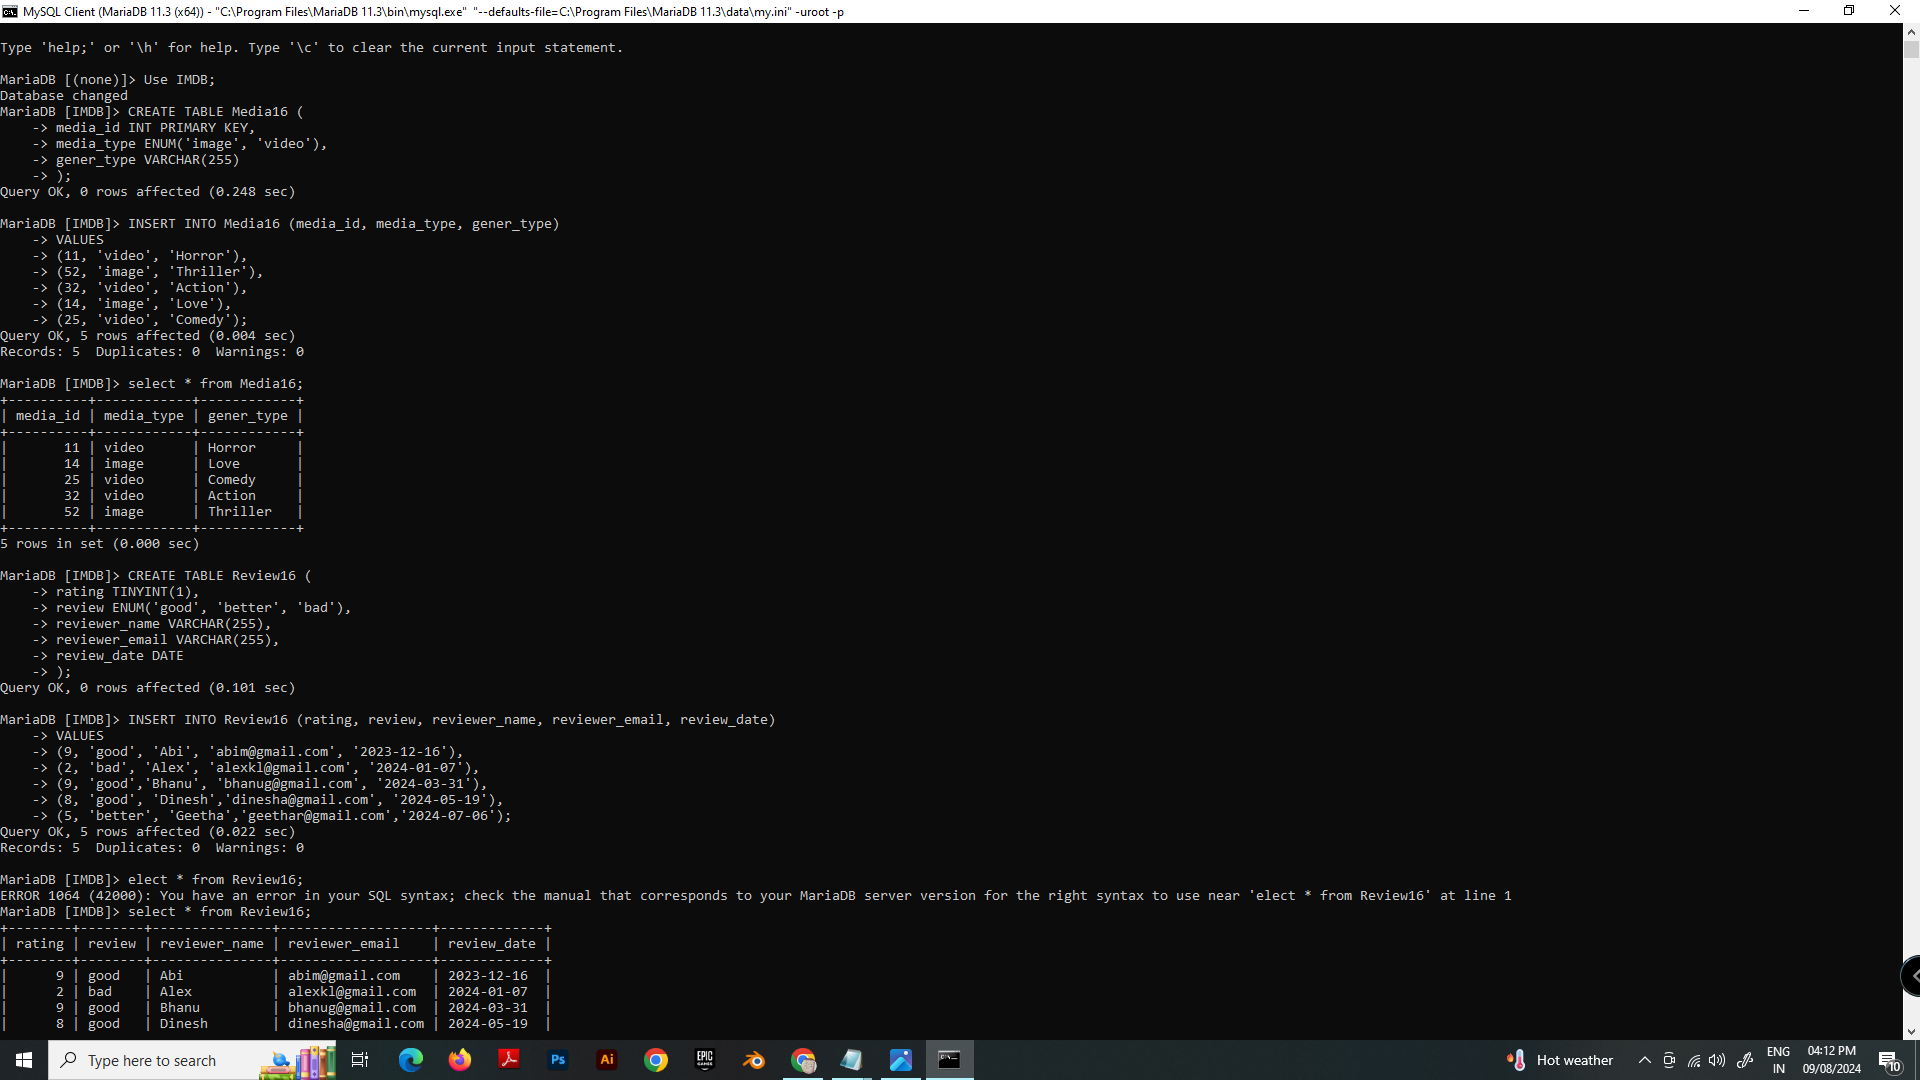 MySQL Client (MariaDB 11.3 (x64)) - "C:\Program Files\MariaDB 11.3\bin\mysql.exe"  "--defaults-file=C:\Program Files\MariaDB 11.3\data\my.ini" -uroot -p
Type 'help;' or '\h' for help. Type '\c' to clear the current input statement.
MariaDB [(none)]> Use IMDB;
Database changed
MariaDB [IMDB]> CREATE TABLE Media16 (
    -> media_id INT PRIMARY KEY,
    -> media_type ENUM('image', 'video'),
    -> gener_type VARCHAR(255)
    -> );
Query OK, 0 rows affected (0.248 sec)
MariaDB [IMDB]> INSERT INTO Media16 (media_id, media_type, gener_type)
    -> VALUES
    -> (11, 'video', 'Horror'),
    -> (52, 'image', 'Thriller'),
    -> (32, 'video', 'Action'),
    -> (14, 'image', 'Love'),
    -> (25, 'video', 'Comedy');
Query OK, 5 rows affected (0.004 sec)
Records: 5  Duplicates: 0  Warnings: 0
MariaDB [IMDB]> select * from Media16;
+----------+------------+------------+
| media_id | media_type | gener_type |
+----------+------------+------------+
|       11 | video      | Horror     |
|       14 | image      | Love       |
|       25 | video      | Comedy     |
|       32 | video      | Action     |
|       52 | image      | Thriller   |
+----------+------------+------------+
5 rows in set (0.000 sec)
MariaDB [IMDB]> CREATE TABLE Review16 (
    -> rating TINYINT(1),
    -> review ENUM('good', 'better', 'bad'),
    -> reviewer_name VARCHAR(255),
    -> reviewer_email VARCHAR(255),
    -> review_date DATE
    -> );
Query OK, 0 rows affected (0.101 sec)
MariaDB [IMDB]> INSERT INTO Review16 (rating, review, reviewer_name, reviewer_email, review_date)
    -> VALUES
    -> (9, 'good', 'Abi', 'abim@gmail.com', '2023-12-16'),
    -> (2, 'bad', 'Alex', 'alexkl@gmail.com', '2024-01-07'),
    -> (9, 'good','Bhanu', 'bhanug@gmail.com', '2024-03-31'),
    -> (8, 'good', 'Dinesh','dinesha@gmail.com', '2024-05-19'),
    -> (5, 'better', 'Geetha','geethar@gmail.com','2024-07-06');
Query OK, 5 rows affected (0.022 sec)
Records: 5  Duplicates: 0  Warnings: 0
MariaDB [IMDB]> elect * from Review16;
ERROR 1064 (42000): You have an error in your SQL syntax; check the manual that corresponds to your MariaDB server version for the right syntax to use near 'elect * from Review16' at line 1
MariaDB [IMDB]> select * from Review16;
+--------+--------+---------------+-------------------+-------------+
| rating | review | reviewer_name | reviewer_email    | review_date |
+--------+--------+---------------+-------------------+-------------+
|      9 | good   | Abi           | abim@gmail.com    | 2023-12-16  |
|      2 | bad    | Alex          | alexkl@gmail.com  | 2024-01-07  |
|      9 | good   | Bhanu         | bhanug@gmail.com  | 2024-03-31  |
|      8 | good   | Dinesh        | dinesha@gmail.com | 2024-05-19  |
Type here to search
Ps
Ai
EPIC GAMES
Hot weather
ENG
IN
04:12 PM
09/08/2024
10